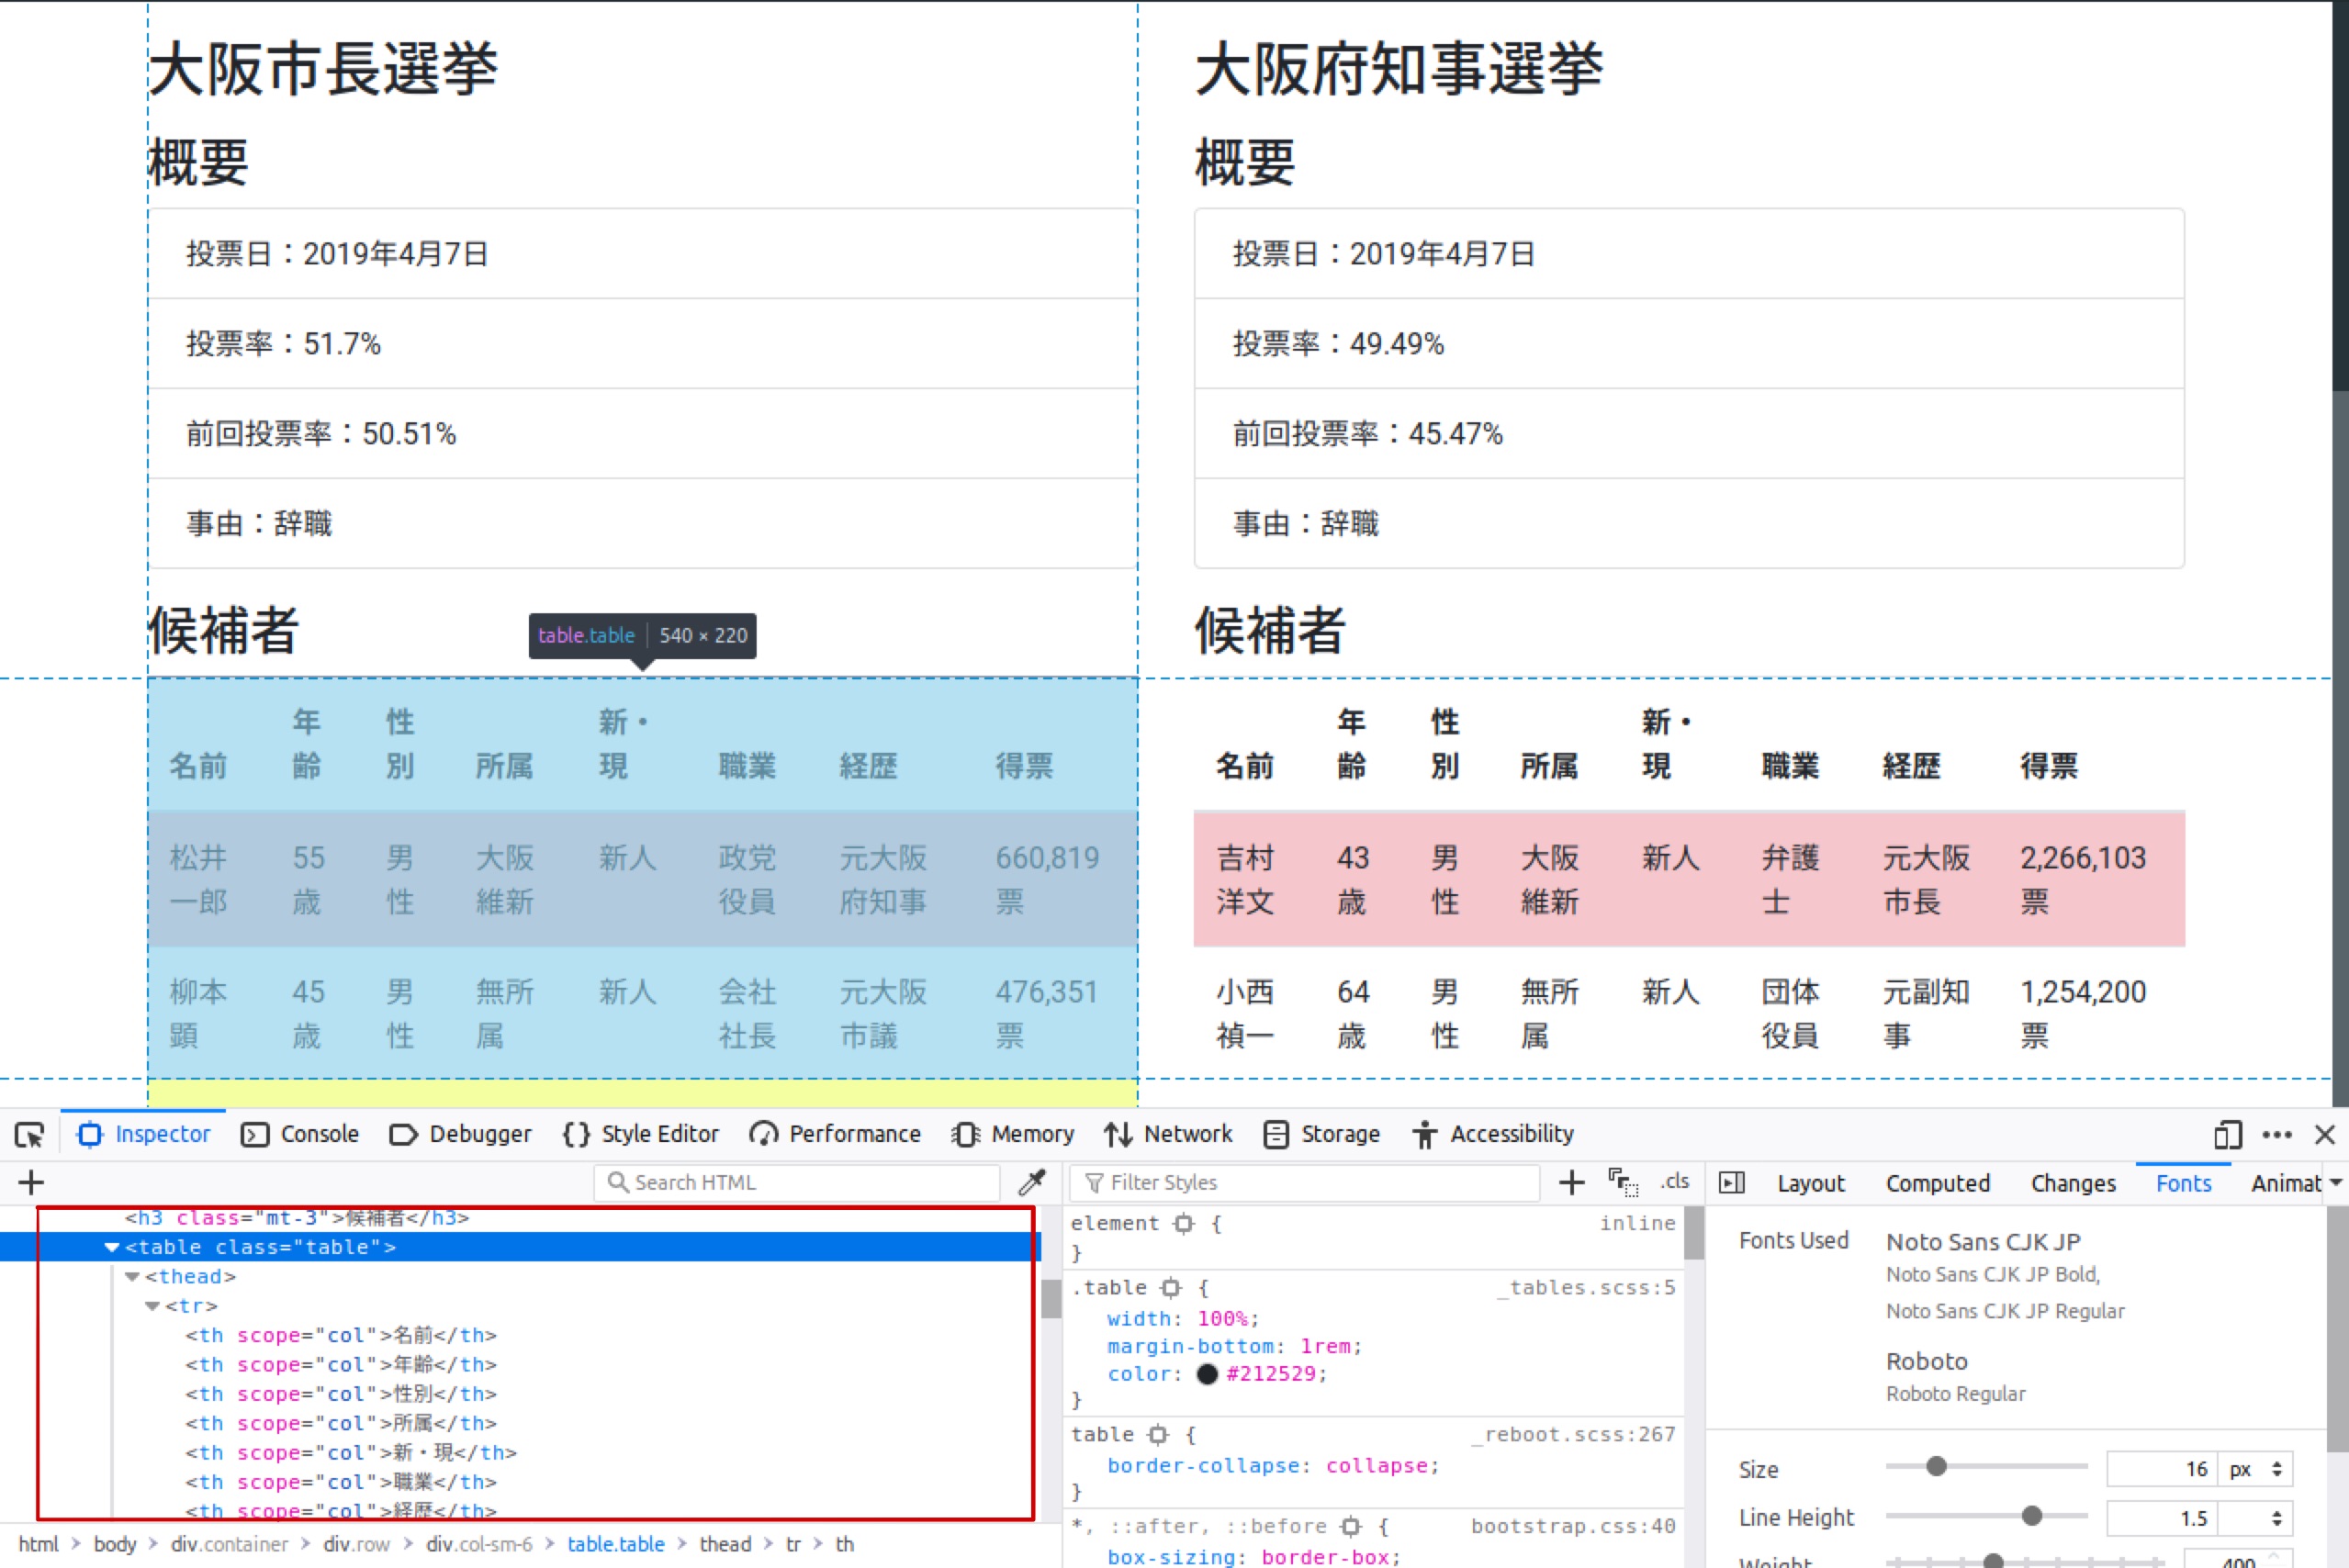 大阪市長選挙
概要
投票日：2019年4月7日
投票率：51.7%
前回投票率：50.51%
事由：辞職
候補者
table.table 540 × 220
名前 年齢 性別 所属 新・現 職業 経歴 得票
松井一郎 55歳 男性 大阪維新 新人 政党役員 元大阪府知事 660,819票
柳本顕 45歳 男性 無所属 新人 会社社長 元大阪市議 476,351票
大阪府知事選挙
概要
投票日：2019年4月7日
投票率：49.49%
前回投票率：45.47%
事由：辞職
候補者
名前 年齢 性別 所属 新・現 職業 経歴 得票
吉村洋文 43歳 男性 大阪維新 新人 弁護士 元大阪市長 2,266,103票
小西禎一 64歳 男性 無所属 新人 団体役員 元副知事 1,254,200票
Inspector Console Debugger {} Style Editor Performance Memory Network Storage Accessibility
Search HTML
<h3 class="mt-3">候補者</h3>
<table class="table">
<thead>
<tr>
<th scope="col">名前</th>
<th scope="col">年齢</th>
<th scope="col">性別</th>
<th scope="col">所属</th>
<th scope="col">新・現</th>
<th scope="col">職業</th>
<th scope="col">経歴</th>
html body div.container div.row div.col-sm-6 table.table thead tr th
Filter Styles .cls
element { inline
}
.table { _tables.scss:5
width: 100%;
margin-bottom: 1rem;
color: #212529;
}
table { _reboot.scss:267
border-collapse: collapse;
}
*, ::after, ::before { bootstrap.css:40
box-sizing: border-box;
Layout Computed Changes Fonts Animat
Fonts Used Noto Sans CJK JP
Noto Sans CJK JP Bold,
Noto Sans CJK JP Regular
Roboto
Roboto Regular
Size 16 px
Line Height 1.5
Weight 400